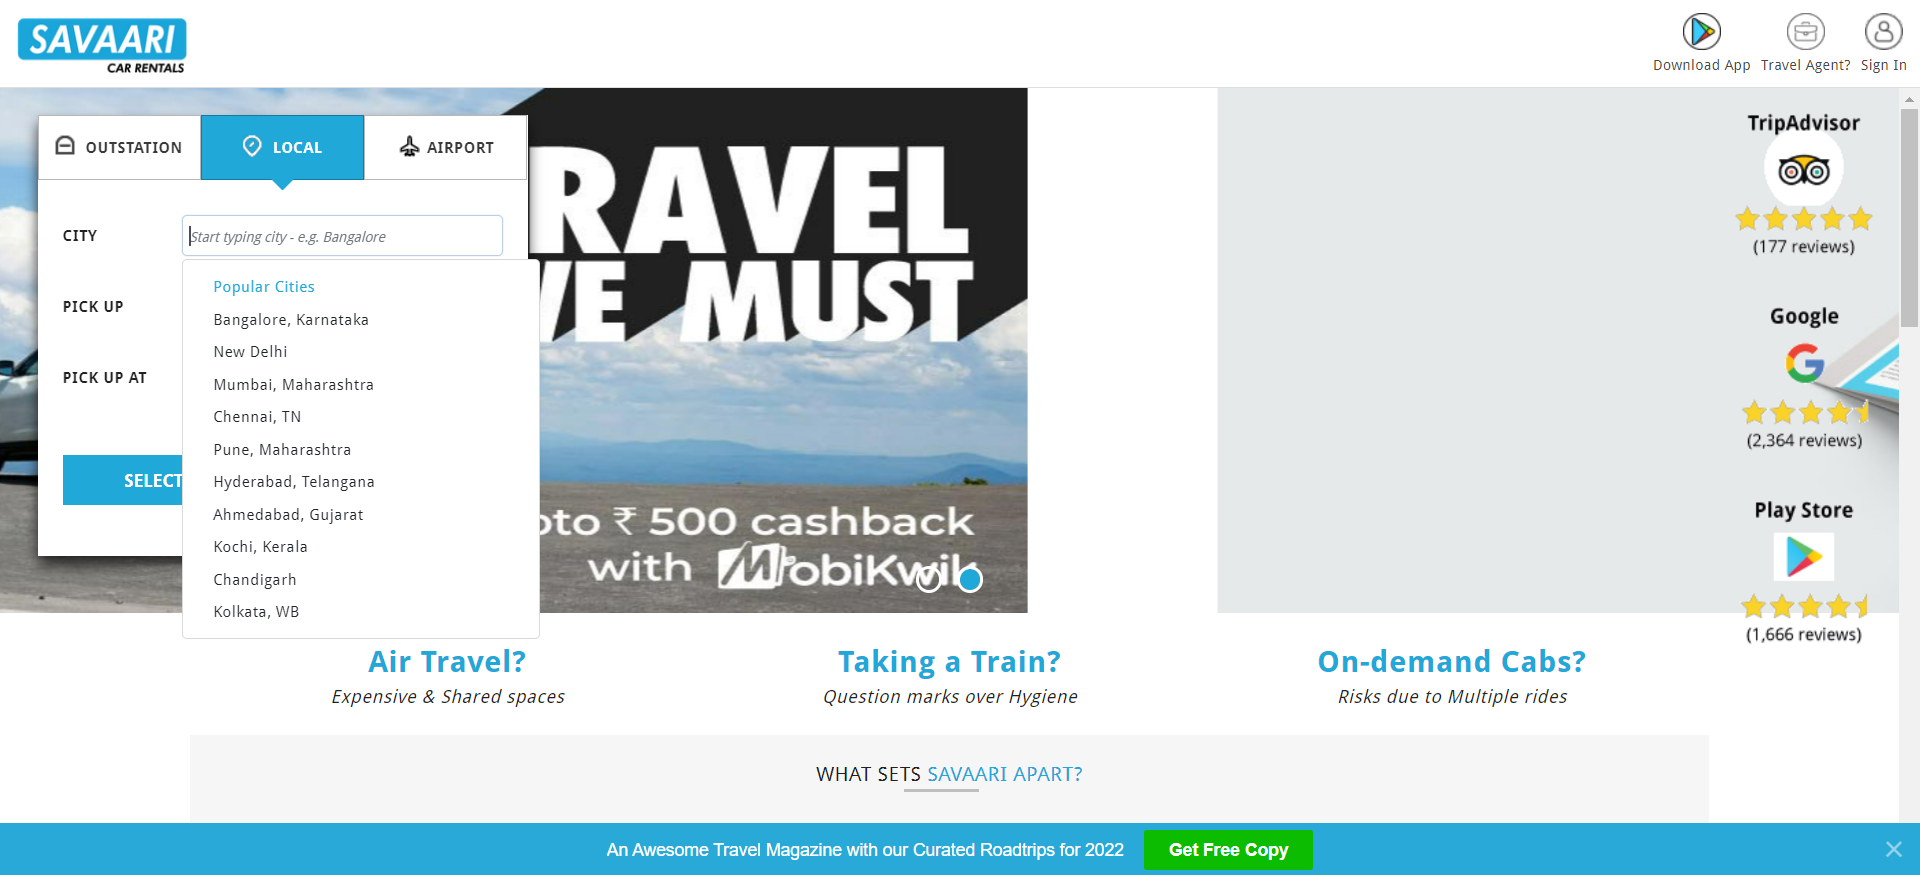 SAVAARI
CAR RENTALS
Download App
Travel Agent?
Sign In
OUTSTATION
LOCAL
AIRPORT
CITY
Start typing city - e.g. Bangalore
PICK UP
PICK UP AT
SELECT
Popular Cities
Bangalore, Karnataka
New Delhi
Mumbai, Maharashtra
Chennai, TN
Pune, Maharashtra
Hyderabad, Telangana
Ahmedabad, Gujarat
Kochi, Kerala
Chandigarh
Kolkata, WB
RAVEL
VE MUST
pto ₹ 500 cashback
with MobiKwik
TripAdvisor
(177 reviews)
Google
(2,364 reviews)
Play Store
(1,666 reviews)
Air Travel?
Expensive & Shared spaces
Taking a Train?
Question marks over Hygiene
On-demand Cabs?
Risks due to Multiple rides
WHAT SETS SAVAARI APART?
An Awesome Travel Magazine with our Curated Roadtrips for 2022
Get Free Copy